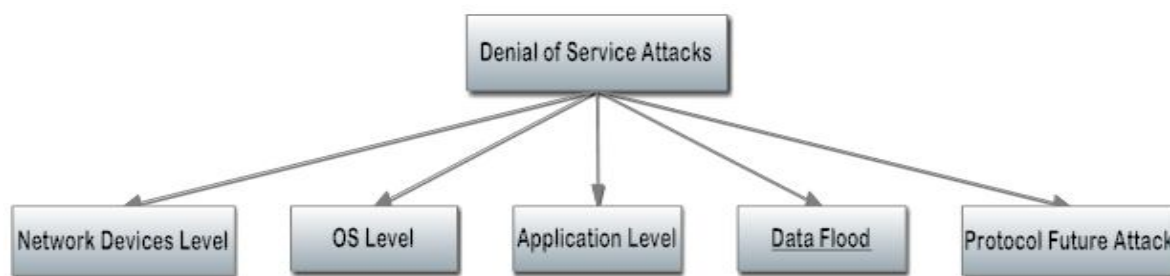 Denial of Service Attacks
Network Devices Level
OS Level
Application Level
Data Flood
Protocol Future Attack